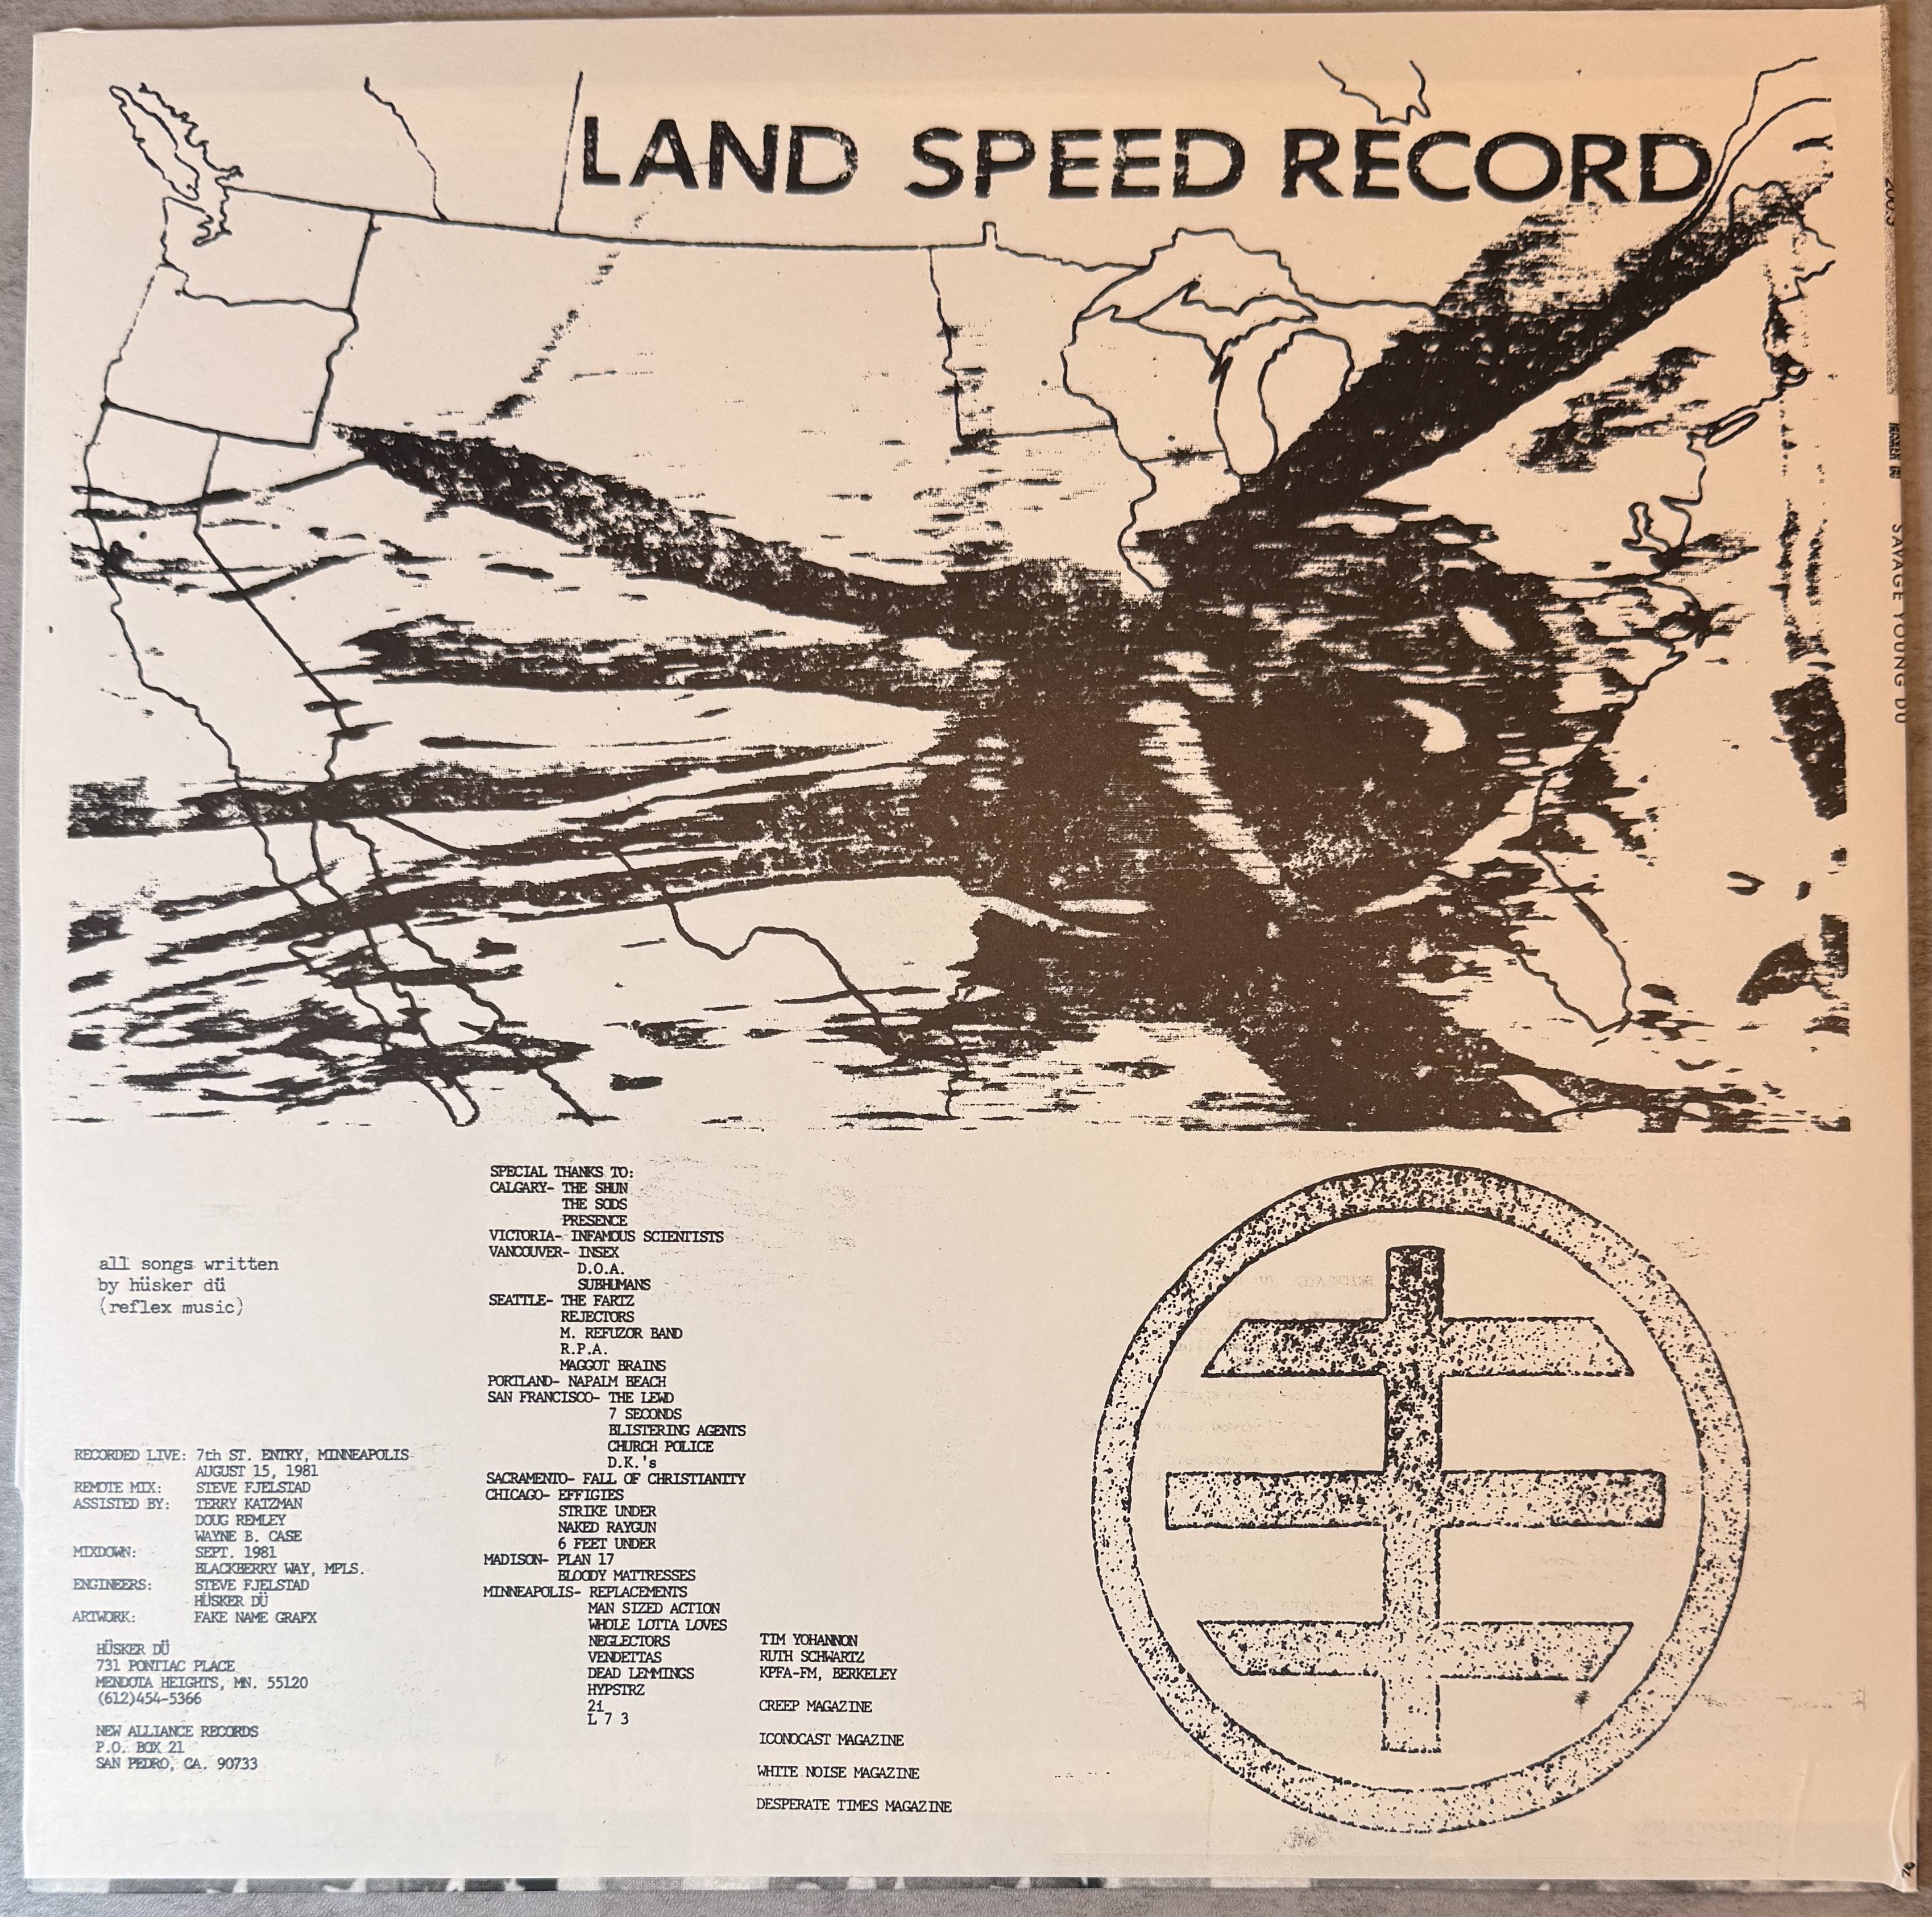 LAND SPEED RECORD
all songs written
by hüsker dü
(reflex music)
RECORDED LIVE: 7th ST. ENTRY, MINNEAPOLIS
AUGUST 15, 1981
REMOTE MIX: STEVE FJELSTAD
ASSISTED BY: TERRY KATZMAN
DOUG REMLEY
WAYNE B. CASE
MIXDOWN: SEPT. 1981
BLACKBERRY WAY, MPLS.
ENGINEERS: STEVE FJELSTAD
HÜSKER DÜ
ARTWORK: FAKE NAME GRAFX
HÜSKER DÜ
731 PONTIAC PLACE
MENDOTA HEIGHTS, MN. 55120
(612)454-5366
NEW ALLIANCE RECORDS
P.O. BOX 21
SAN PEDRO, CA. 90733
SPECIAL THANKS TO:
CALGARY- THE SHUN
THE SODS
PRESENCE
VICTORIA- INFAMOUS SCIENTISTS
VANCOUVER- INSEX
D.O.A.
SUBHUMANS
SEATTLE- THE FARTZ
REJECTORS
M. REFUZOR BAND
R.P.A.
MAGGOT BRAINS
PORTLAND- NAPALM BEACH
SAN FRANCISCO- THE LEWD
7 SECONDS
BLISTERING AGENTS
CHURCH POLICE
D.K.'s
SACRAMENTO- FALL OF CHRISTIANITY
CHICAGO- EFFIGIES
STRIKE UNDER
NAKED RAYGUN
6 FEET UNDER
MADISON- PLAN 17
BLOODY MATTRESSES
MINNEAPOLIS- REPLACEMENTS
MAN SIZED ACTION
WHOLE LOTTA LOVES
NEGLECTORS
VENDETTAS
DEAD LEMMINGS
HYPSTRZ
21
L 7 3
TIM YOHANNON
RUTH SCHWARTZ
KPFA-FM, BERKELEY
CREEP MAGAZINE
ICONOCAST MAGAZINE
WHITE NOISE MAGAZINE
DESPERATE TIMES MAGAZINE
HÜSKER DÜ
SAVAGE YOUNG DÜ